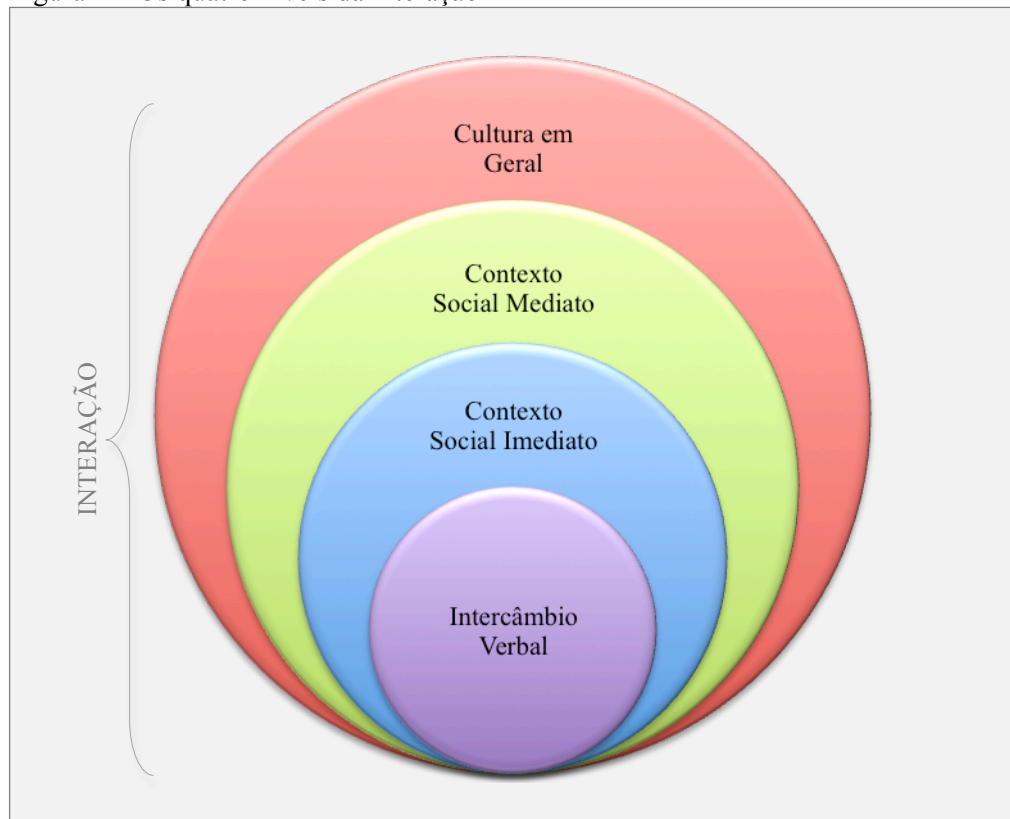 Cultura em
Geral
Contexto
Social Mediato
Contexto
Social Imediato
INTERAÇÃO
Intercâmbio
Verbal